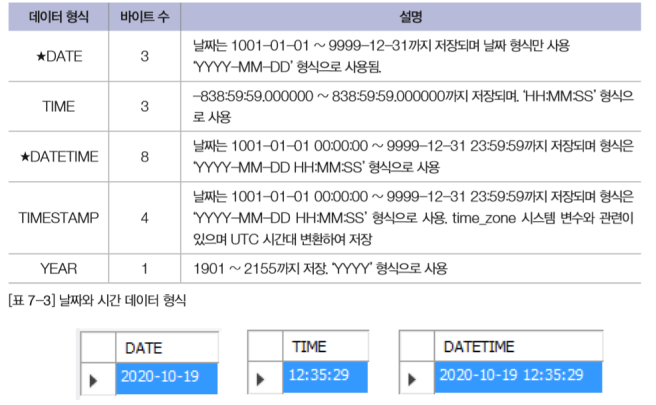 데이터 형식 바이트 수 설명
★DATE 3 날짜는 1001-01-01 ~ 9999-12-31까지 저장되며 날짜 형식만 사용
‘YYYY-MM-DD’ 형식으로 사용됨.
TIME 3 -838:59:59.000000 ~ 838:59:59.000000까지 저장되며. ‘HH:MM:SS’ 형식으
로 사용
★DATETIME 8 날짜는 1001-01-01 00:00:00 ~ 9999-12-31 23:59:59까지 저장되며 형식은
‘YYYY-MM-DD HH:MM:SS’ 형식으로 사용
TIMESTAMP 4 날짜는 1001-01-01 00:00:00 ~ 9999-12-31 23:59:59까지 저장되며 형식은
‘YYYY-MM-DD HH:MM:SS’ 형식으로 사용. time_zone 시스템 변수와 관련이
있으며 UTC 시간대 변환하여 저장
YEAR 1 1901 ~ 2155까지 저장. ‘YYYY’ 형식으로 사용
[표 7-3] 날짜와 시간 데이터 형식
DATE TIME DATETIME
2020-10-19 12:35:29 2020-10-19 12:35:29